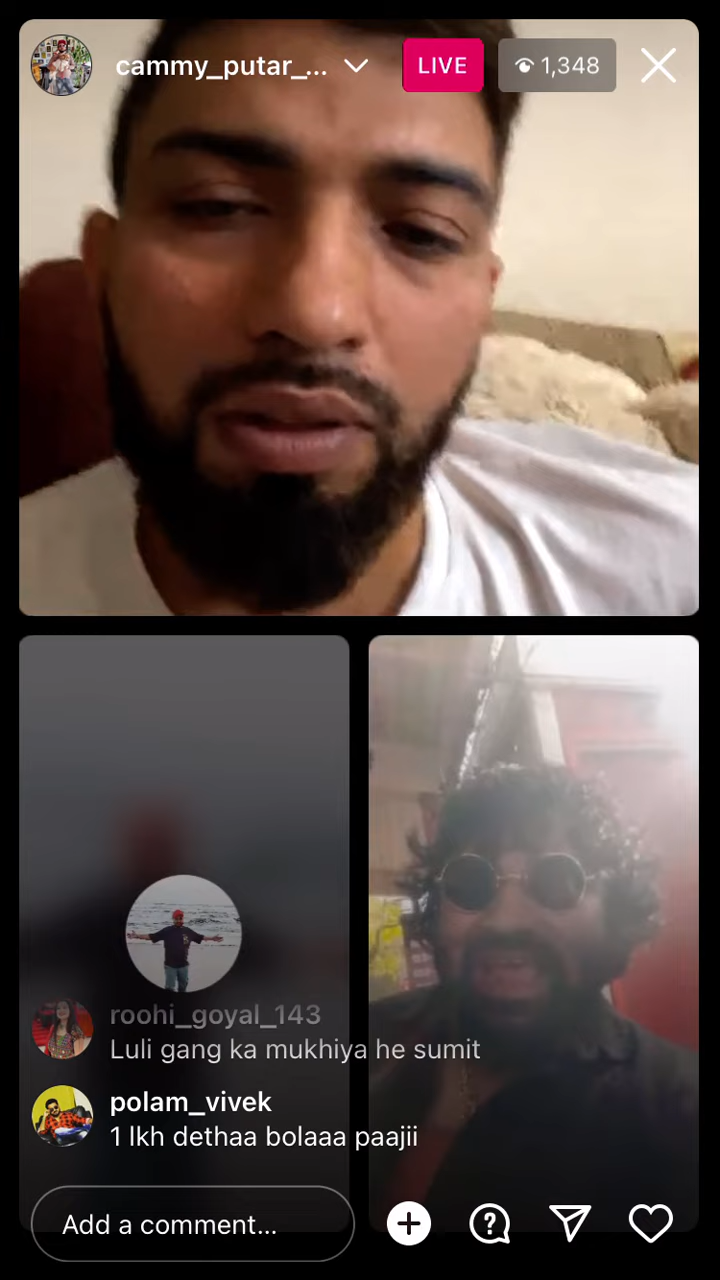 cammy_putar_...
LIVE
1,348
roohi_goyal_143
Luli gang ka mukhiya he sumit
polam_vivek
1 lkh dethaa bolaaa paajii
Add a comment...